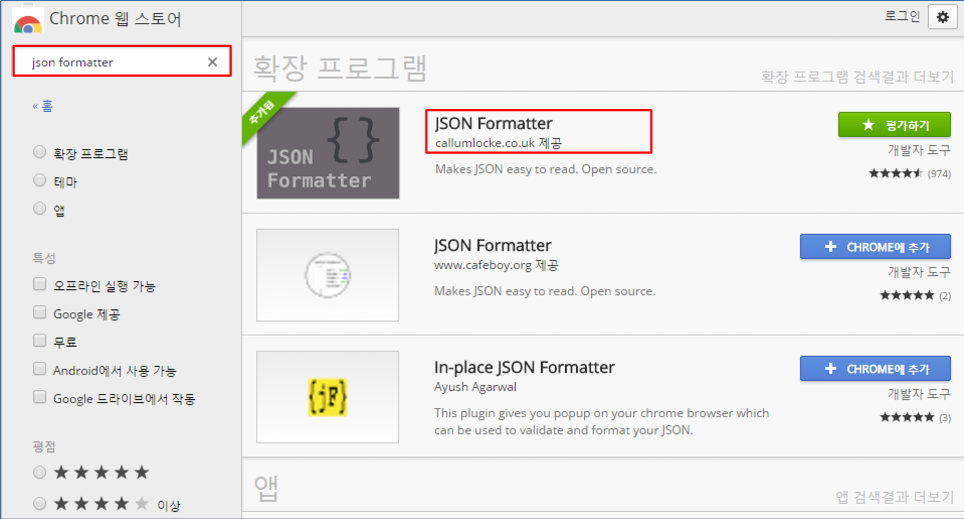 Chrome 웹 스토어
로그인
json formatter
« 홈
확장 프로그램
테마
앱
특성
오프라인 실행 가능
Google 제공
무료
Android에서 사용 가능
Google 드라이브에서 작동
평점
이상
확장 프로그램
확장 프로그램 검색결과 더보기
추가됨
{}
JSON
Formatter
JSON Formatter
callumlocke.co.uk 제공
Makes JSON easy to read. Open source.
평가하기
개발자 도구
(974)
JSON Formatter
www.cafeboy.org 제공
Makes JSON easy to read. Open source.
CHROME에 추가
개발자 도구
(2)
{jF}
In-place JSON Formatter
Ayush Agarwal
This plugin gives you popup on your chrome browser which
can be used to validate and format your JSON.
CHROME에 추가
개발자 도구
(3)
앱
앱 검색결과 더보기